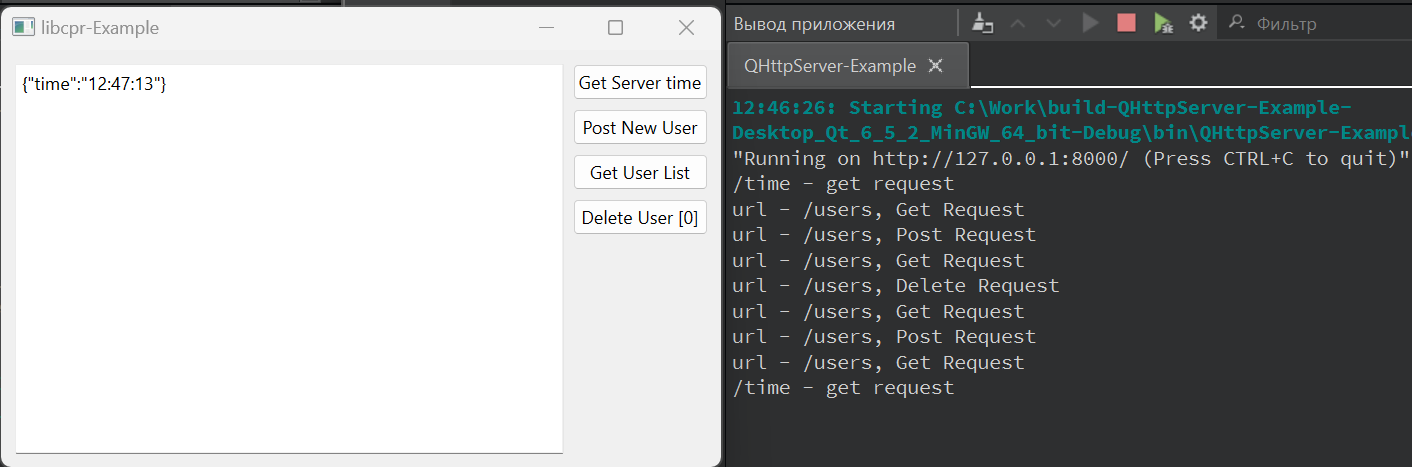 libcpr-Example
{"time":"12:47:13"}
Get Server time
Post New User
Get User List
Delete User [0]
Вывод приложения
Фильтр
QHttpServer-Example
12:46:26: Starting C:\Work\build-QHttpServer-Example-
Desktop_Qt_6_5_2_MinGW_64_bit-Debug\bin\QHttpServer-Exampl
"Running on http://127.0.0.1:8000/ (Press CTRL+C to quit)"
/time - get request
url - /users, Get Request
url - /users, Post Request
url - /users, Get Request
url - /users, Delete Request
url - /users, Get Request
url - /users, Post Request
url - /users, Get Request
/time - get request